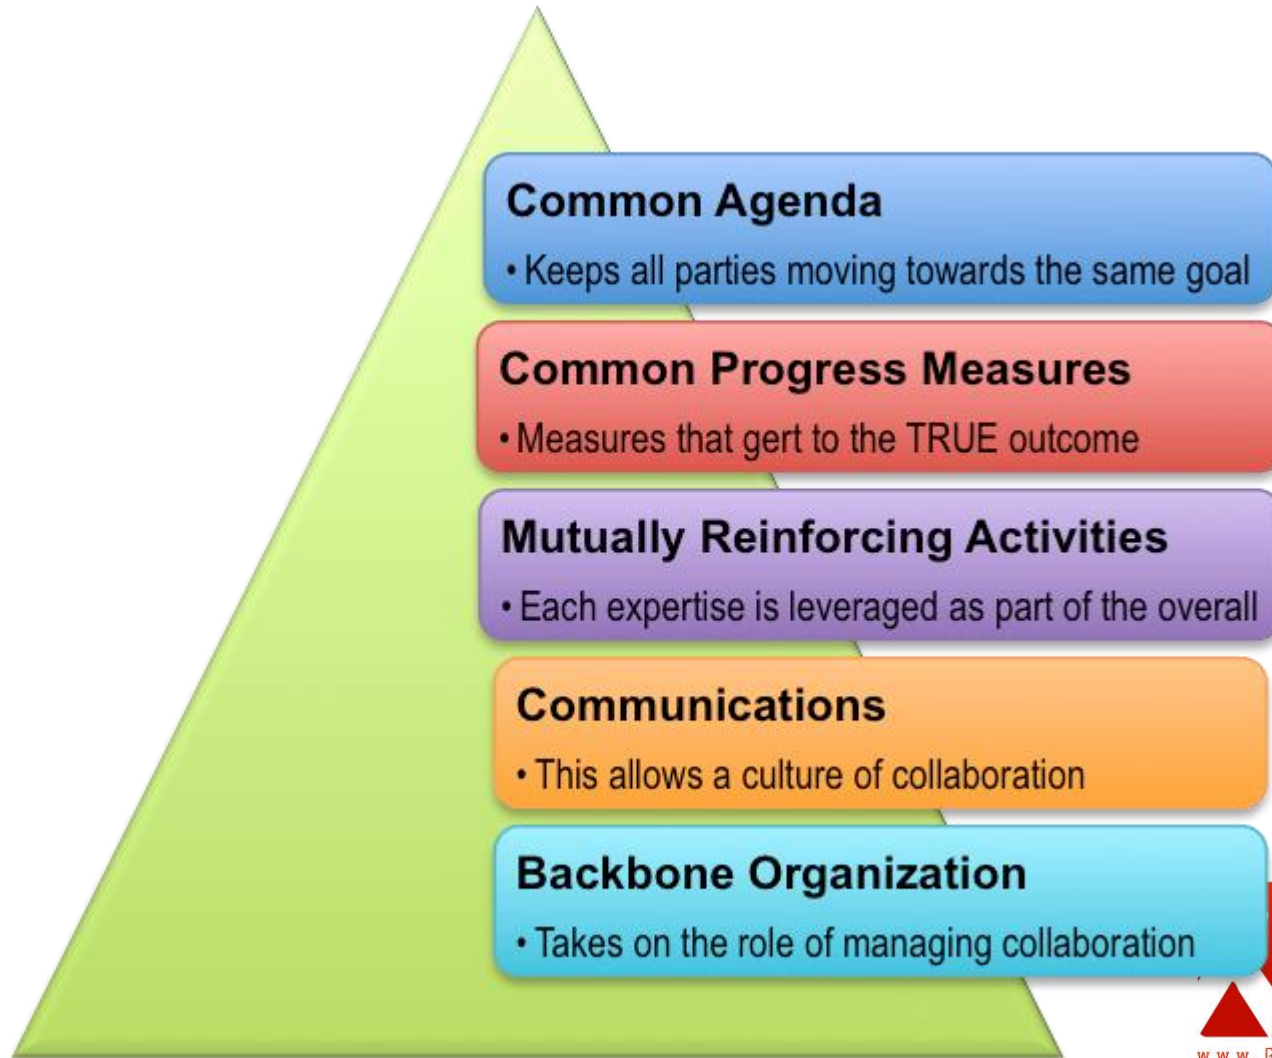 Common Agenda
• Keeps all parties moving towards the same goal
Common Progress Measures
• Measures that gert to the TRUE outcome
Mutually Reinforcing Activities
• Each expertise is leveraged as part of the overall
Communications
• This allows a culture of collaboration
Backbone Organization
• Takes on the role of managing collaboration